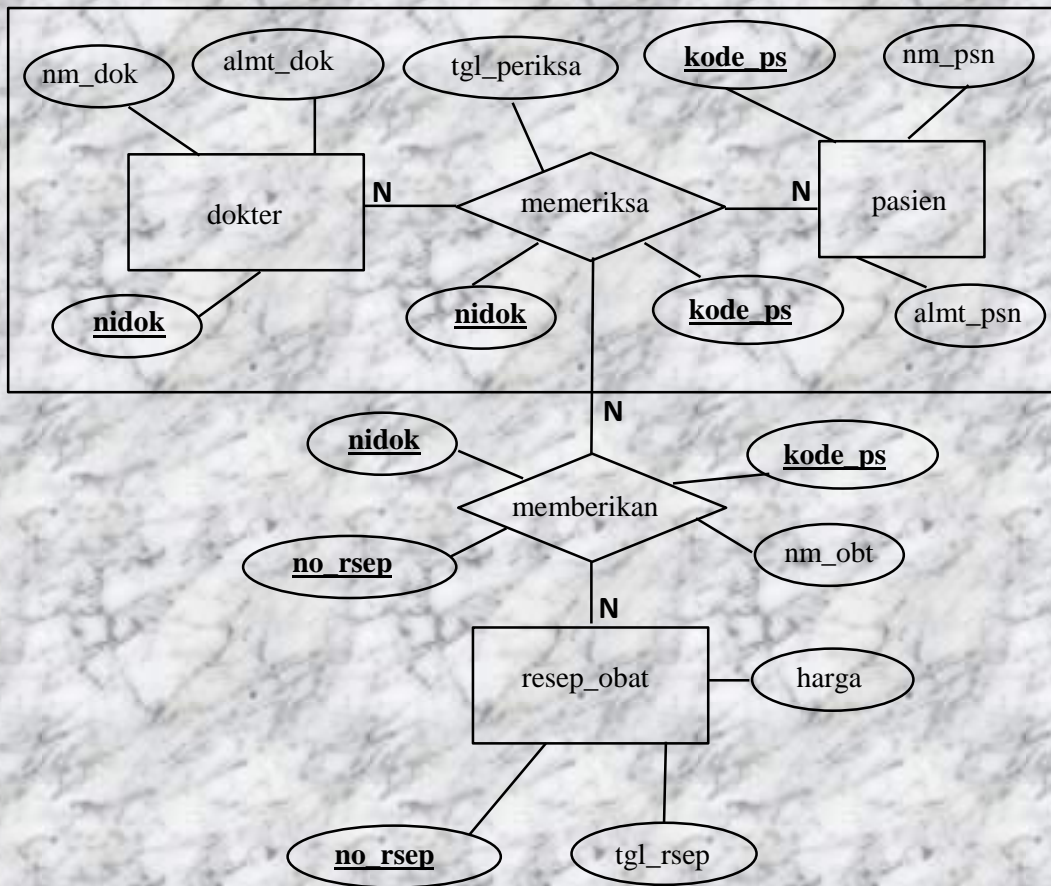 nm_dok
almt_dok
tgl_periksa
kode_ps
nm_psn
dokter
N
memeriksa
N
pasien
nidok
nidok
kode_ps
almt_psn
N
nidok
kode_ps
memberikan
no_rsep
nm_obt
N
resep_obat
harga
no_rsep
tgl_rsep